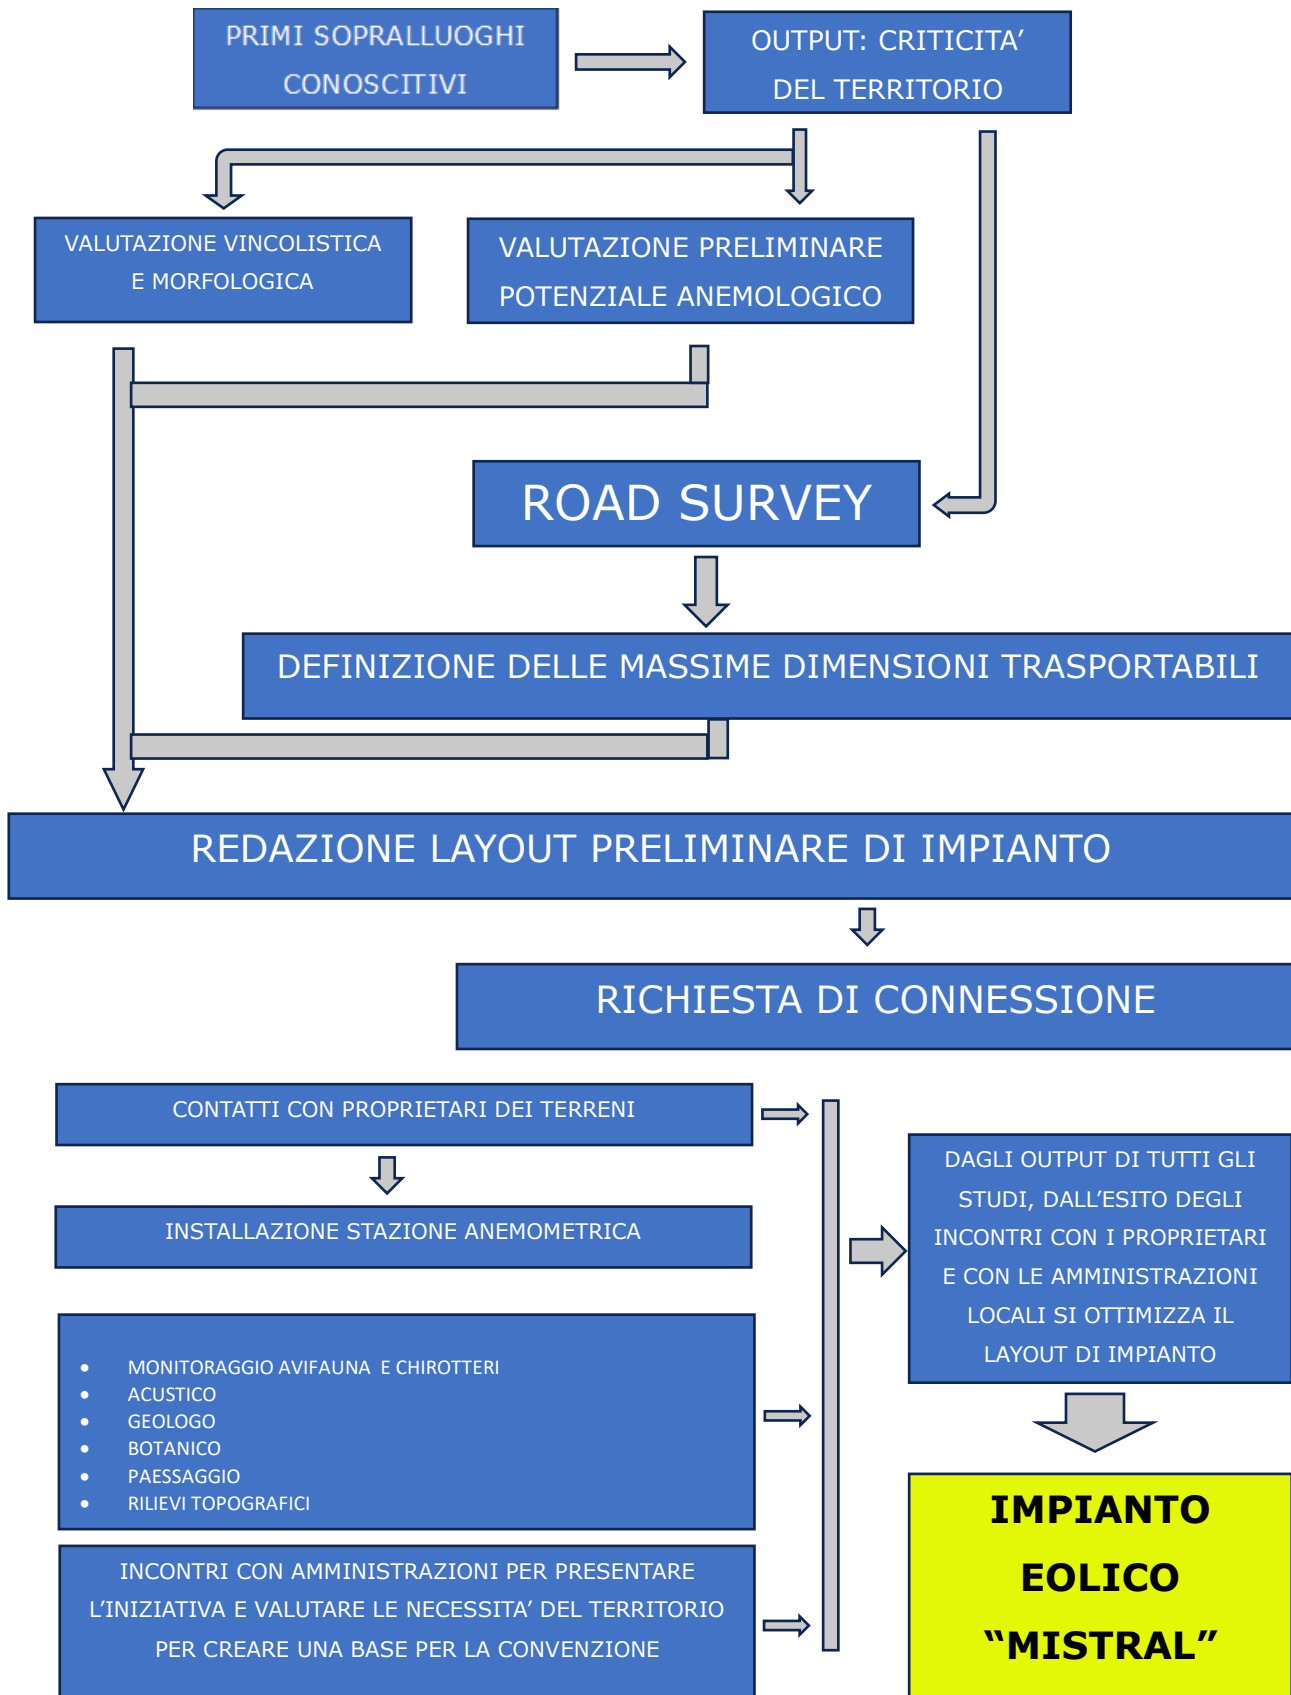 PRIMI SOPRALLUOGHI
CONOSCITIVI
OUTPUT: CRITICITA’
DEL TERRITORIO
VALUTAZIONE VINCOLISTICA
E MORFOLOGICA
VALUTAZIONE PRELIMINARE
POTENZIALE ANEMOLOGICO
ROAD SURVEY
DEFINIZIONE DELLE MASSIME DIMENSIONI TRASPORTABILI
REDAZIONE LAYOUT PRELIMINARE DI IMPIANTO
RICHIESTA DI CONNESSIONE
CONTATTI CON PROPRIETARI DEI TERRENI
INSTALLAZIONE STAZIONE ANEMOMETRICA
• MONITORAGGIO AVIFAUNA E CHIROTTERI
• ACUSTICO
• GEOLOGO
• BOTANICO
• PAESSAGGIO
• RILIEVI TOPOGRAFICI
INCONTRI CON AMMINISTRAZIONI PER PRESENTARE
L’INIZIATIVA E VALUTARE LE NECESSITA’ DEL TERRITORIO
PER CREARE UNA BASE PER LA CONVENZIONE
DAGLI OUTPUT DI TUTTI GLI
STUDI, DALL’ESITO DEGLI
INCONTRI CON I PROPRIETARI
E CON LE AMMINISTRAZIONI
LOCALI SI OTTIMIZZA IL
LAYOUT DI IMPIANTO
IMPIANTO
EOLICO
“MISTRAL”